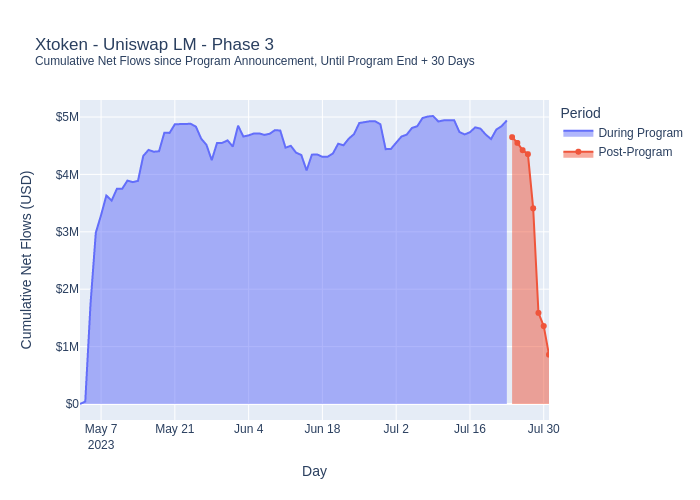 Xtoken - Uniswap LM - Phase 3
Cumulative Net Flows since Program Announcement, Until Program End + 30 Days
Period
During Program
Post-Program
Cumulative Net Flows (USD)
$5M
$4M
$3M
$2M
$1M
$0
May 7
2023
May 21
Jun 4
Jun 18
Jul 2
Jul 16
Jul 30
Day